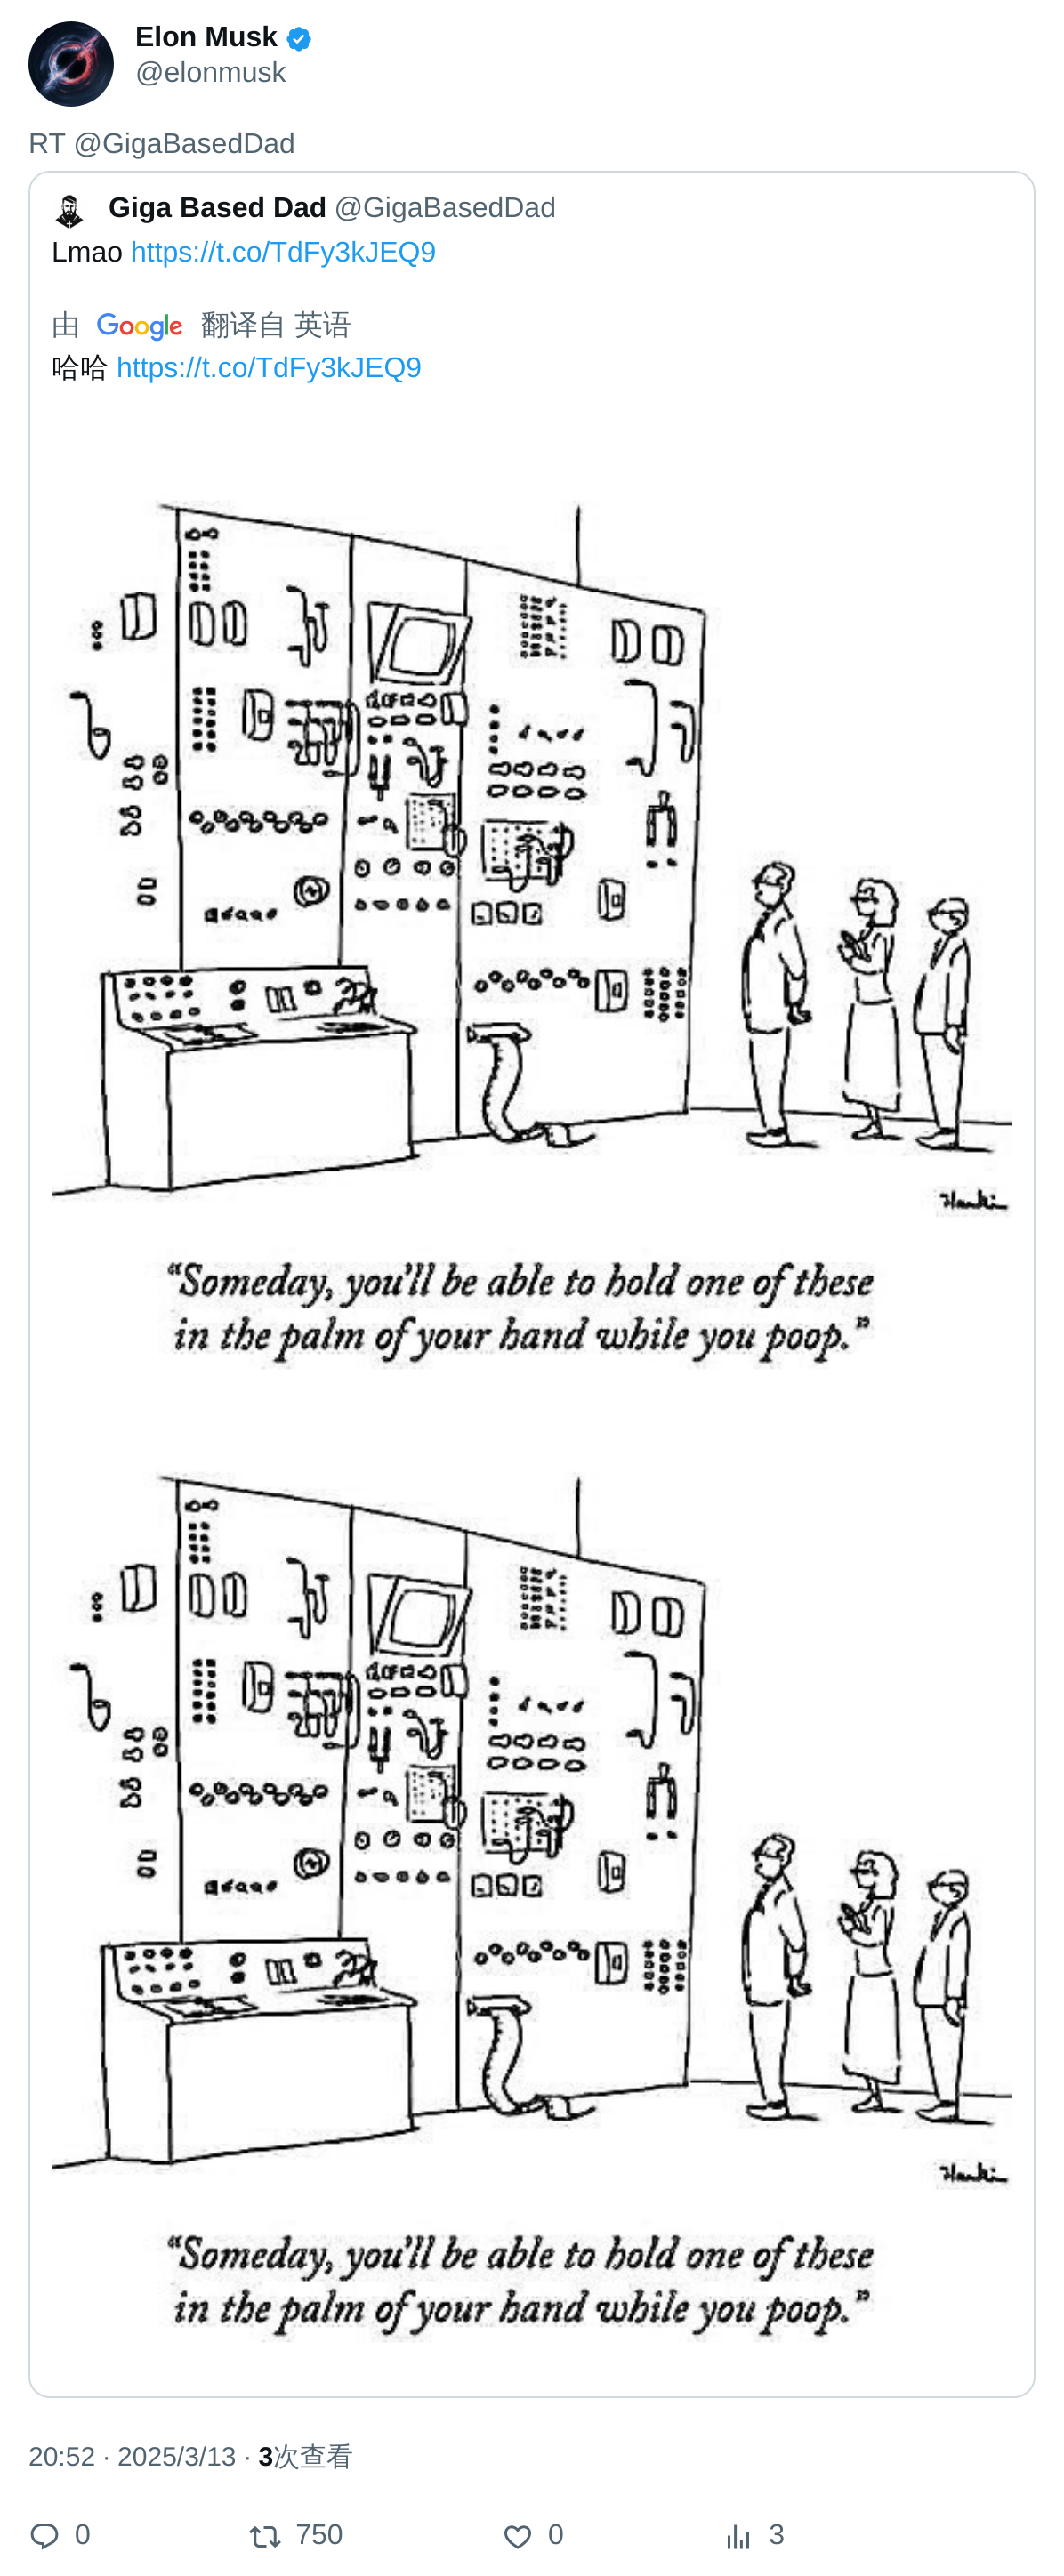 Elon Musk
@elonmusk
RT @GigaBasedDad
Giga Based Dad @GigaBasedDad
Lmao https://t.co/TdFy3kJEQ9
由 Google 翻译自 英语
哈哈 https://t.co/TdFy3kJEQ9
“Someday, you’ll be able to hold one of these
in the palm of your hand while you poop.”
“Someday, you’ll be able to hold one of these
in the palm of your hand while you poop.”
20:52 · 2025/3/13 · 3次查看
0 750 0 3